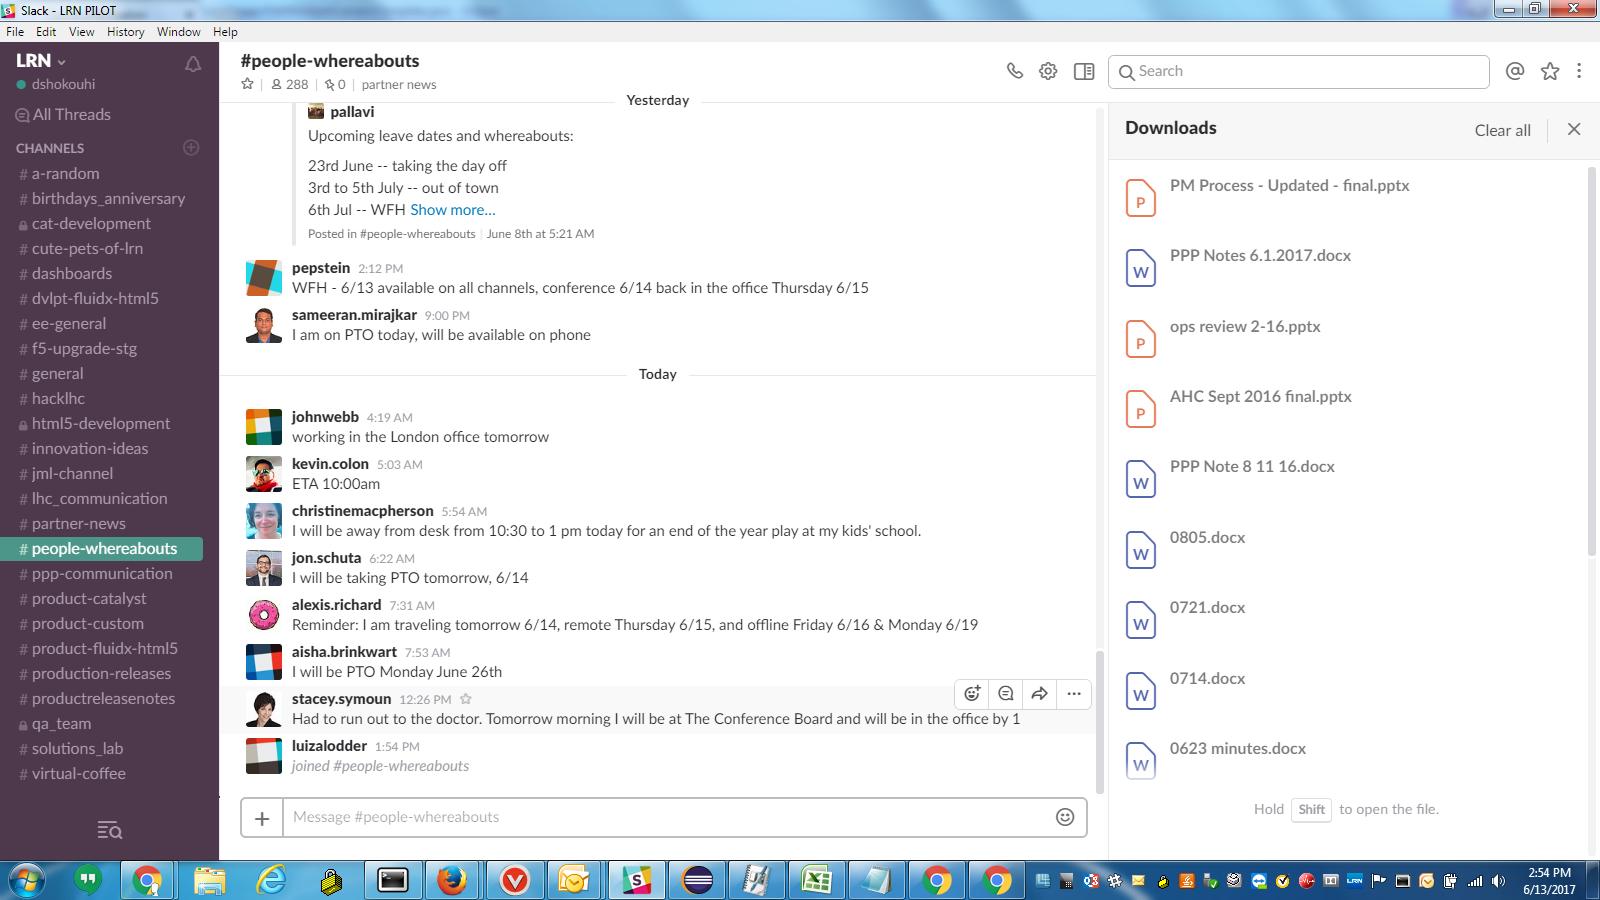 Slack - LRN PILOT
File Edit View History Window Help
LRN
dshokouhi
All Threads
CHANNELS
# a-random
# birthdays_anniversary
cat-development
# cute-pets-of-lrn
# dashboards
# dvlpt-fluidx-html5
# ee-general
# f5-upgrade-stg
# general
# hacklhc
html5-development
# innovation-ideas
# jml-channel
# lhc_communication
# partner-news
# people-whereabouts
# ppp-communication
# product-catalyst
# product-custom
# product-fluidx-html5
# production-releases
# productreleasenotes
qa_team
# solutions_lab
# virtual-coffee
#people-whereabouts
288 | 0 | partner news
Search
Yesterday
pallavi
Upcoming leave dates and whereabouts:
23rd June -- taking the day off
3rd to 5th July -- out of town
6th Jul -- WFH Show more...
Posted in #people-whereabouts | June 8th at 5:21 AM
pepstein 2:12 PM
WFH - 6/13 available on all channels, conference 6/14 back in the office Thursday 6/15
sameeran.mirajkar 9:00 PM
I am on PTO today, will be available on phone
Today
johnwebb 4:19 AM
working in the London office tomorrow
kevin.colon 5:03 AM
ETA 10:00am
christinemacpherson 5:54 AM
I will be away from desk from 10:30 to 1 pm today for an end of the year play at my kids' school.
jon.schuta 6:22 AM
I will be taking PTO tomorrow, 6/14
alexis.richard 7:31 AM
Reminder: I am traveling tomorrow 6/14, remote Thursday 6/15, and offline Friday 6/16 & Monday 6/19
aisha.brinkwart 7:53 AM
I will be PTO Monday June 26th
stacey.symoun 12:26 PM
Had to run out to the doctor. Tomorrow morning I will be at The Conference Board and will be in the office by 1
luizalodder 1:54 PM
joined #people-whereabouts
Message #people-whereabouts
Downloads
Clear all
P PM Process - Updated - final.pptx
W PPP Notes 6.1.2017.docx
P ops review 2-16.pptx
P AHC Sept 2016 final.pptx
W PPP Note 8 11 16.docx
W 0805.docx
W 0721.docx
W 0714.docx
W 0623 minutes.docx
Hold Shift to open the file.
LRN
2:54 PM
6/13/2017